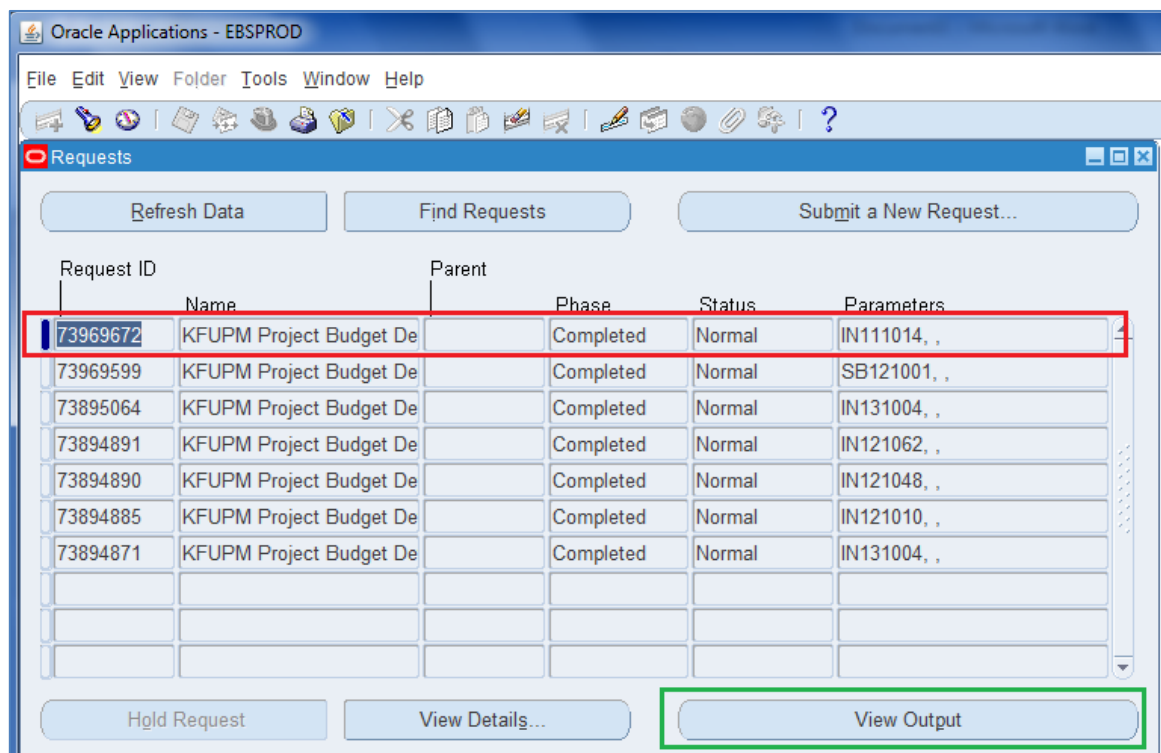 Oracle Applications - EBSPROD
File Edit View Folder Tools Window Help
?
Requests
Refresh Data Find Requests Submit a New Request...
Request ID Parent
Name Phase Status Parameters
73969672 KFUPM Project Budget De Completed Normal IN111014, ,
73969599 KFUPM Project Budget De Completed Normal SB121001, ,
73895064 KFUPM Project Budget De Completed Normal IN131004, ,
73894891 KFUPM Project Budget De Completed Normal IN121062, ,
73894890 KFUPM Project Budget De Completed Normal IN121048, ,
73894885 KFUPM Project Budget De Completed Normal IN121010, ,
73894871 KFUPM Project Budget De Completed Normal IN131004, ,
Hold Request View Details... View Output